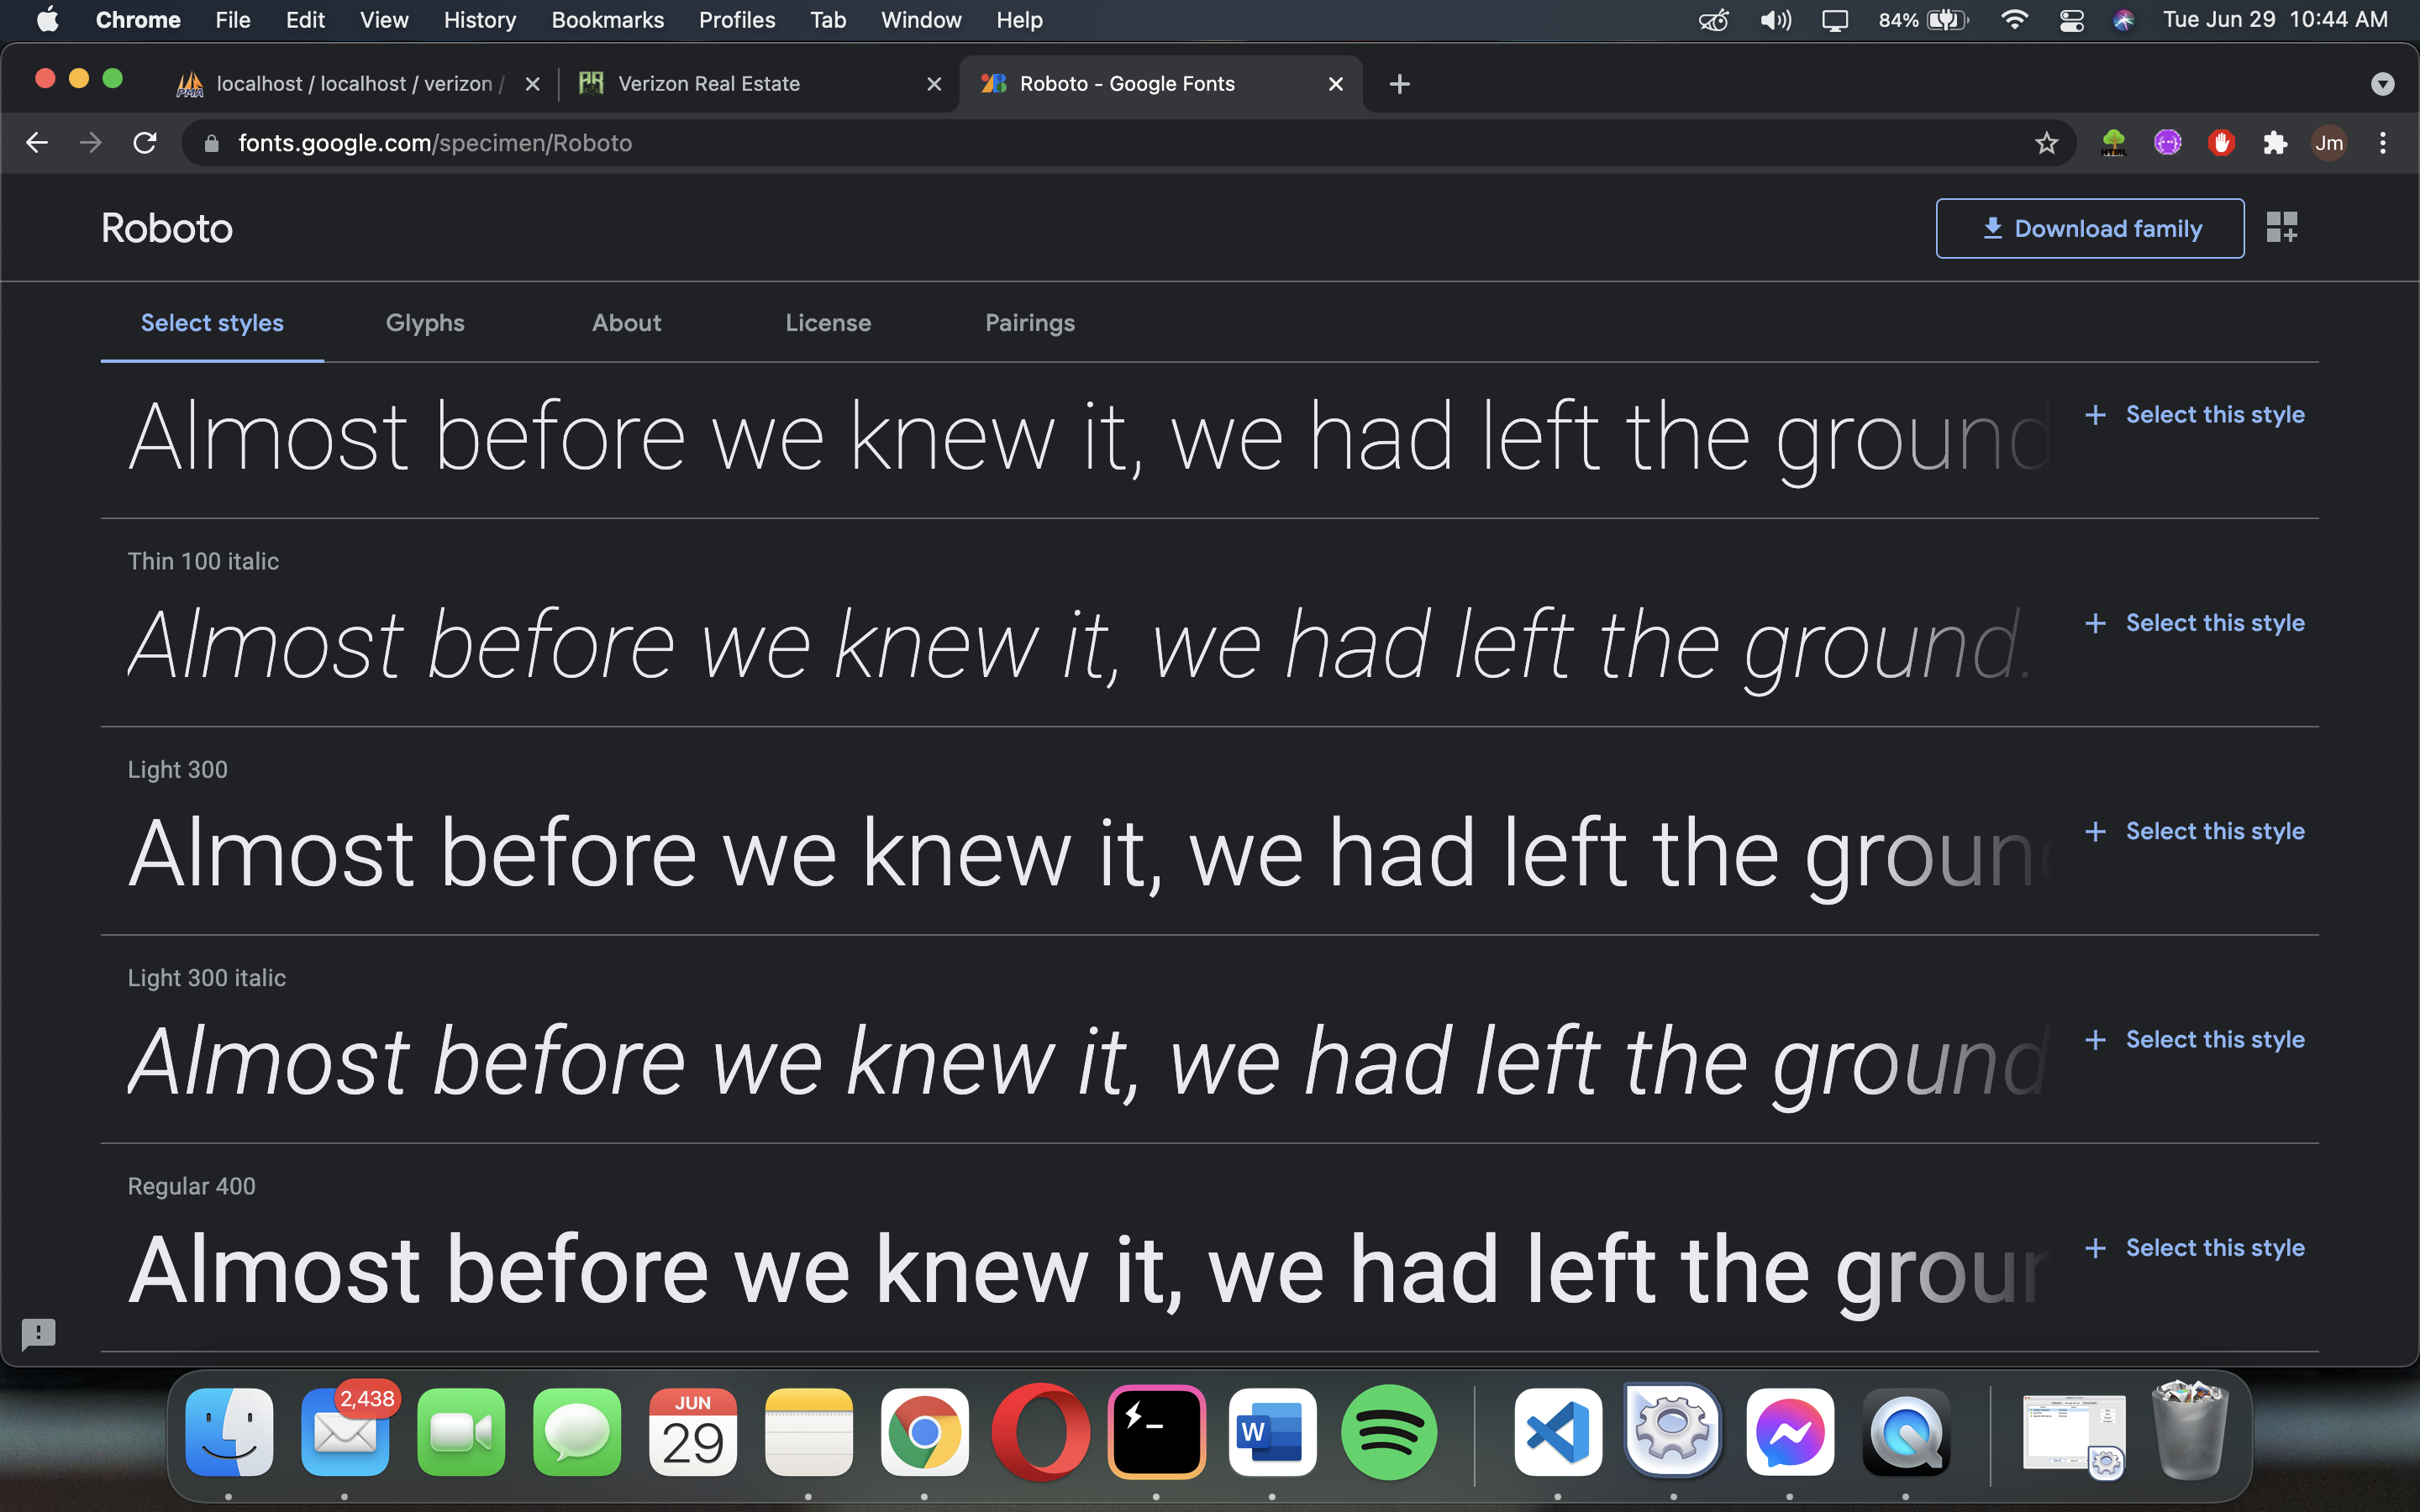 Chrome File Edit View History Bookmarks Profiles Tab Window Help 84% Tue Jun 29 10:44 AM
localhost / localhost / verizon / Verizon Real Estate Roboto - Google Fonts
fonts.google.com/specimen/Roboto HTML Jm
Roboto Download family
Select styles Glyphs About License Pairings
Almost before we knew it, we had left the ground Select this style
Thin 100 italic
Almost before we knew it, we had left the ground. Select this style
Light 300
Almost before we knew it, we had left the groun Select this style
Light 300 italic
Almost before we knew it, we had left the ground Select this style
Regular 400
Almost before we knew it, we had left the grour Select this style
2,438
JUN
29
W